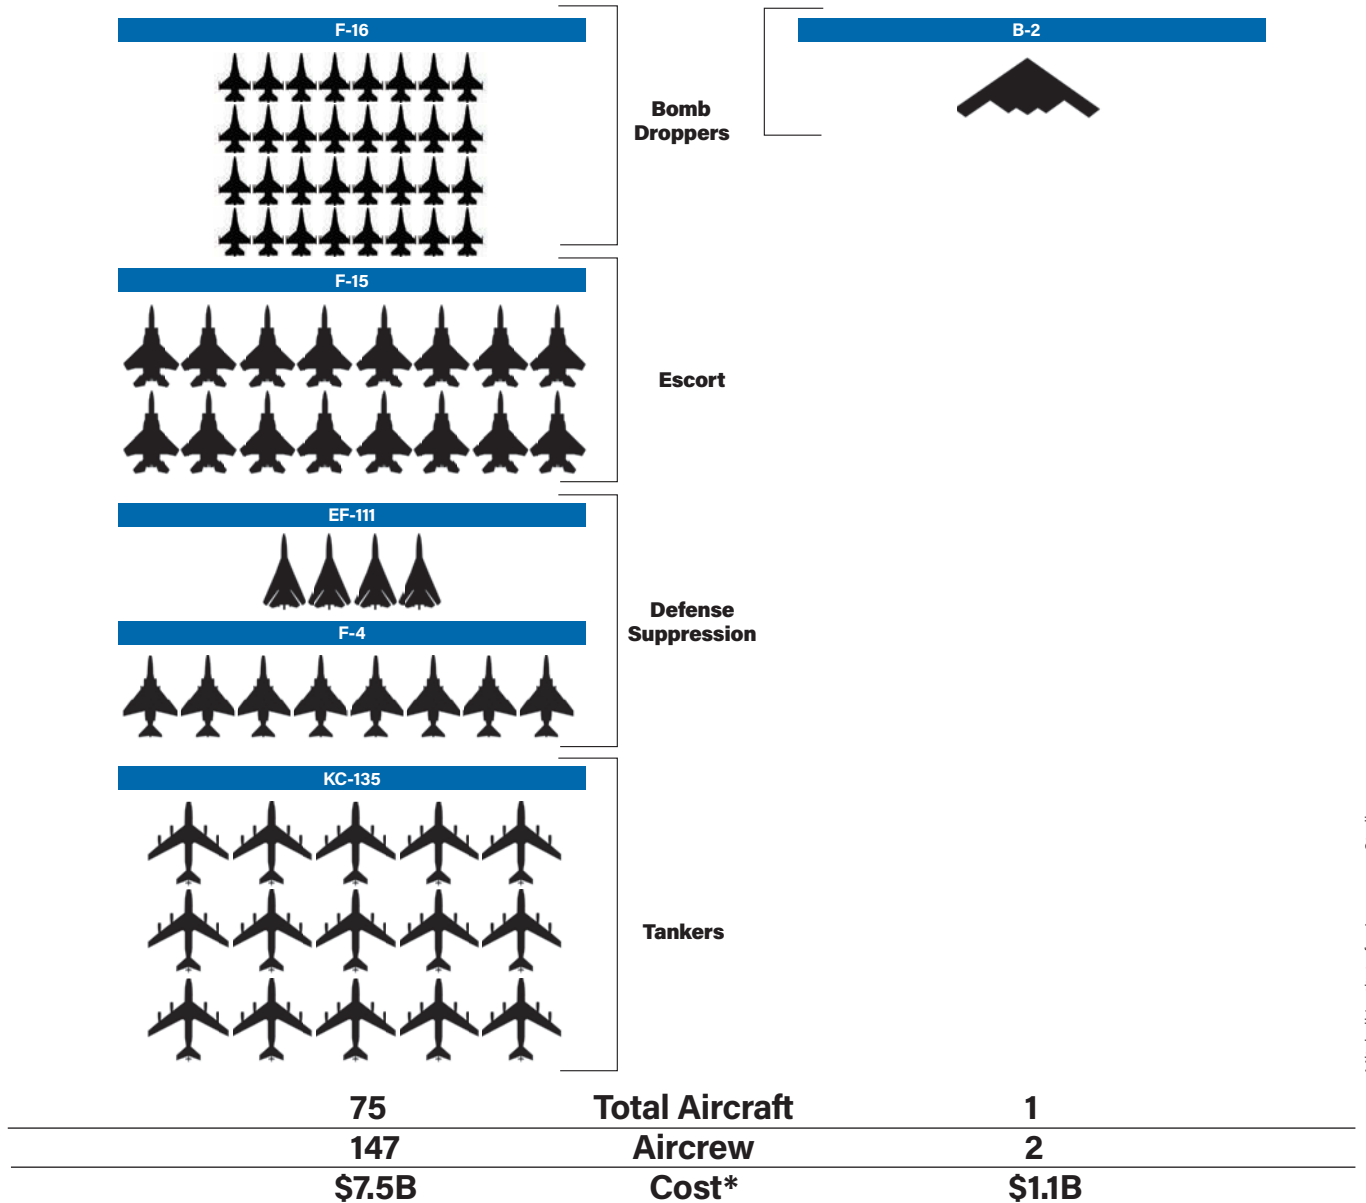 F-16
B-2
Bomb
Droppers
F-15
Escort
EF-111
Defense
Suppression
F-4
KC-135
Tankers
75 Total Aircraft 1
147 Aircrew 2
$7.5B Cost* $1.1B